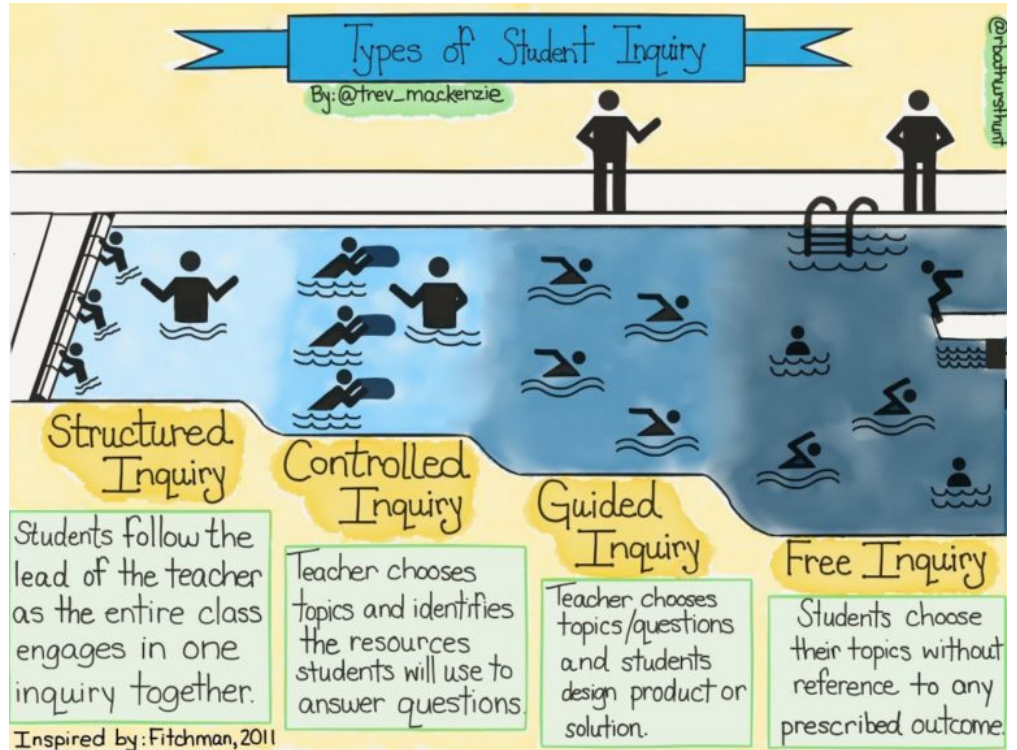 Types of Student Inquiry
By: @trev_mackenzie
@rbathursthunt
Structured
Inquiry
Students follow the
lead of the teacher
as the entire class
engages in one
inquiry together.
Controlled
Inquiry
Teacher chooses
topics and identifies
the resources
students will use to
answer questions.
Guided
Inquiry
Teacher chooses
topics/questions
and students
design product or
solution.
Free Inquiry
Students choose
their topics without
reference to any
prescribed outcome.
Inspired by: Fitchman, 2011